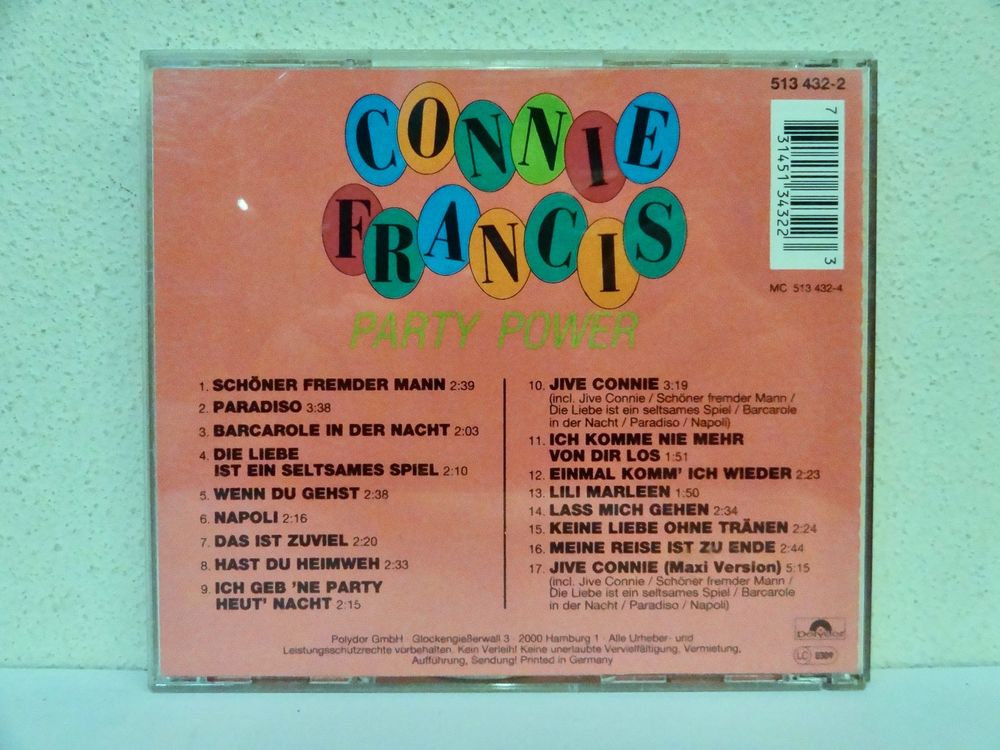 513 432-2
CONNIE
FRANCIS
PARTY POWER
7
31451 34322
3
MC 513 432-4
1. SCHÖNER FREMDER MANN 2:39
2. PARADISO 3:38
3. BARCAROLE IN DER NACHT 2:03
4. DIE LIEBE
IST EIN SELTSAMES SPIEL 2:10
5. WENN DU GEHST 2:38
6. NAPOLI 2:16
7. DAS IST ZUVIEL 2:20
8. HAST DU HEIMWEH 2:33
9. ICH GEB 'NE PARTY
HEUT' NACHT 2:15
10. JIVE CONNIE 3:19
(incl. Jive Connie / Schöner fremder Mann /
Die Liebe ist ein seltsames Spiel / Barcarole
in der Nacht / Paradiso / Napoli)
11. ICH KOMME NIE MEHR
VON DIR LOS 1:51
12. EINMAL KOMM' ICH WIEDER 2:23
13. LILI MARLEEN 1:50
14. LASS MICH GEHEN 2:34
15. KEINE LIEBE OHNE TRÄNEN 2:24
16. MEINE REISE IST ZU ENDE 2:44
17. JIVE CONNIE (Maxi Version) 5:15
(incl. Jive Connie / Schöner fremder Mann /
Die Liebe ist ein seltsames Spiel / Barcarole
in der Nacht / Paradiso / Napoli)
Polydor GmbH · Glockengießerwall 3 · 2000 Hamburg 1 · Alle Urheber- und
Leistungsschutzrechte vorbehalten. Kein Verleih! Keine unerlaubte Vervielfältigung, Vermietung,
Aufführung, Sendung! Printed in Germany
Polydor
LC 0309